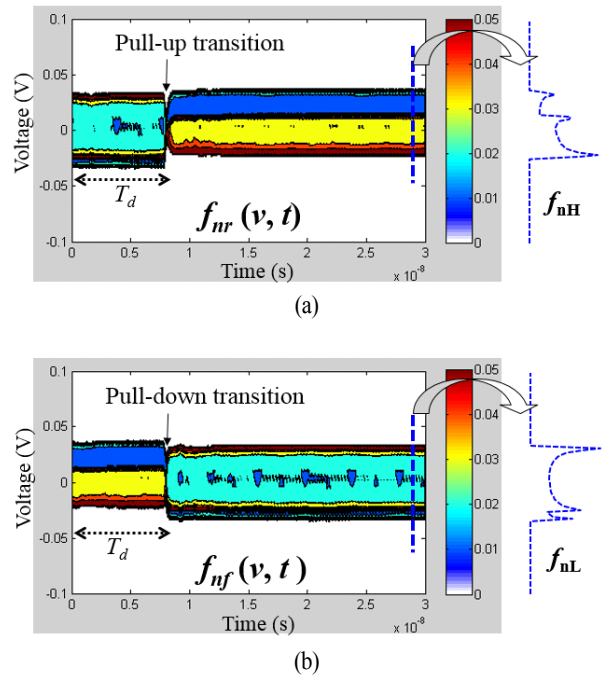 0.1
0.05
0
-0.05
-0.1
Voltage (V)
Pull-up transition
T_d
f_nr (v, t)
0 0.5 1 1.5 2 2.5 3
Time (s)
x 10^-8
0.05
0.04
0.03
0.02
0.01
0
f_nH
(a)
0.1
0.05
0
-0.05
-0.1
Voltage (V)
Pull-down transition
T_d
f_nf (v, t )
0 0.5 1 1.5 2 2.5 3
Time (s)
x 10^-8
0.05
0.04
0.03
0.02
0.01
0
f_nL
(b)